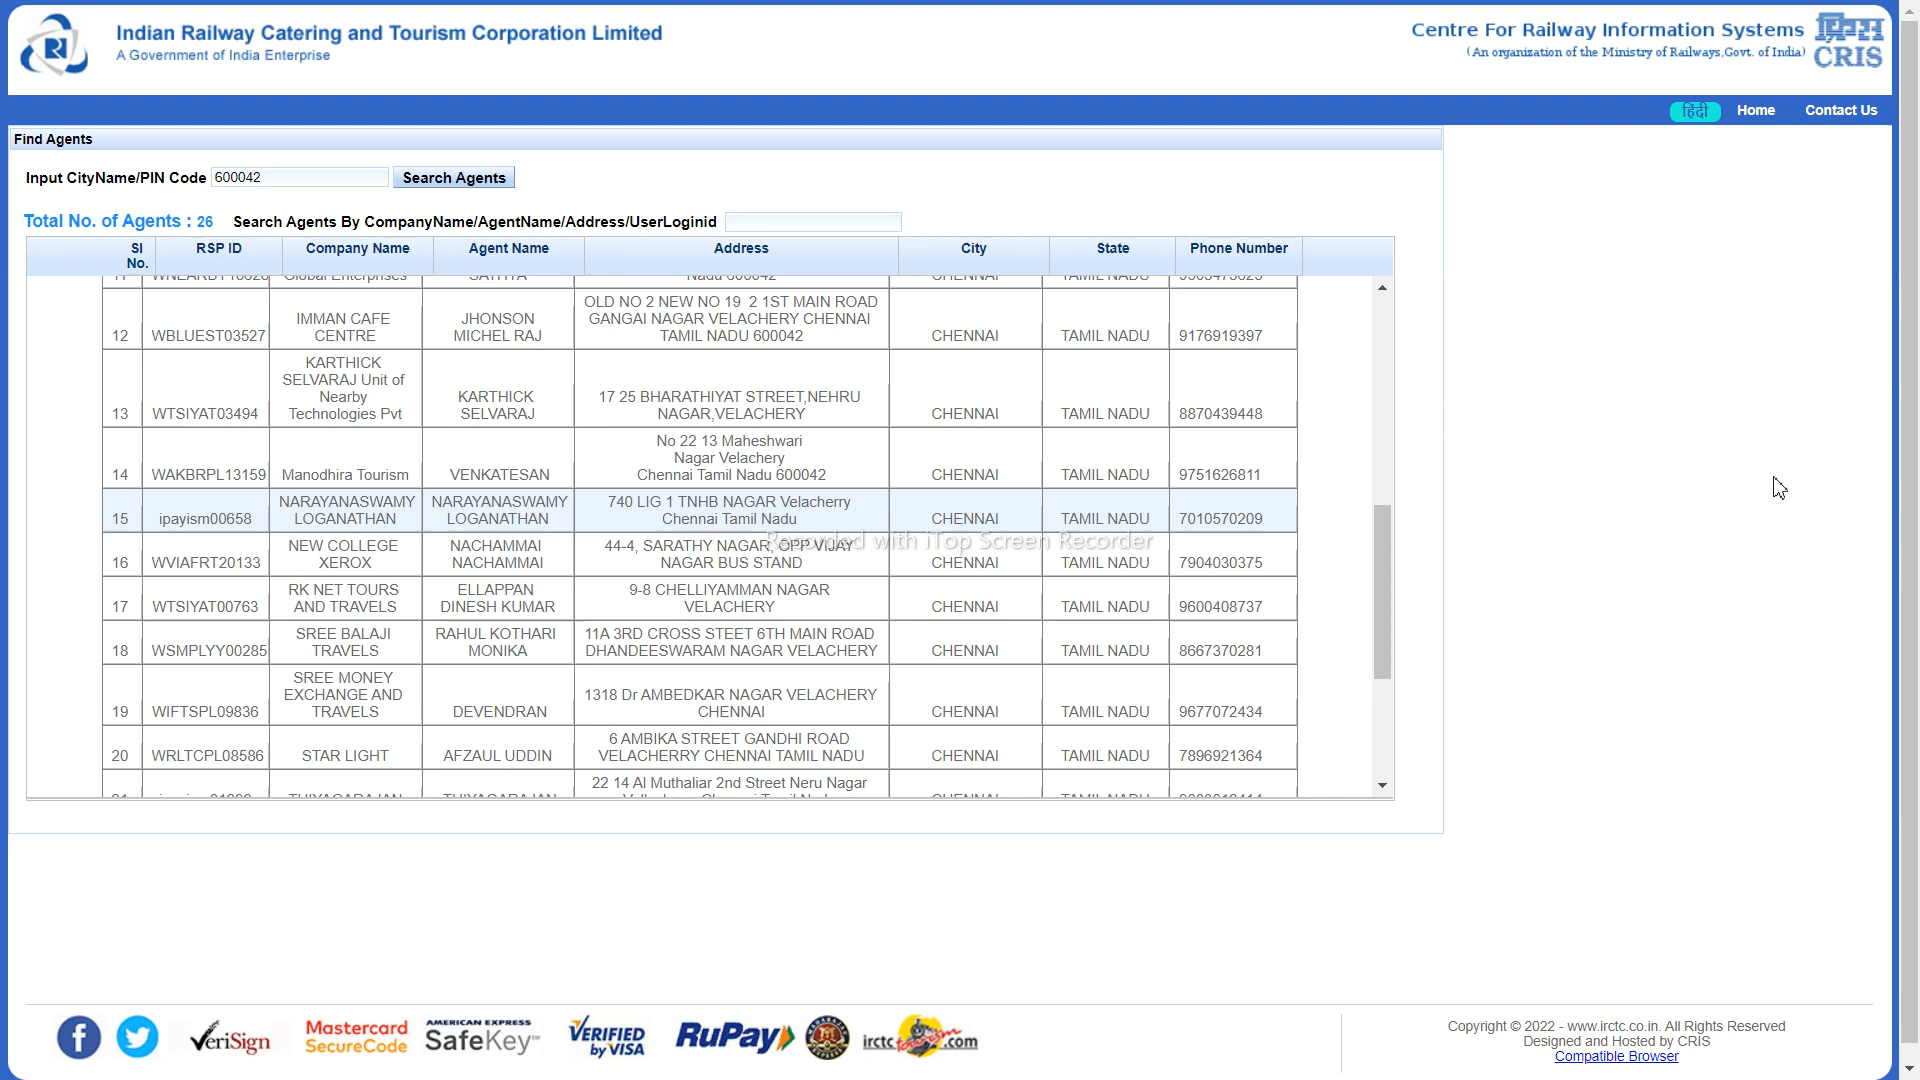 Indian Railway Catering and Tourism Corporation Limited
A Government of India Enterprise
Centre For Railway Information Systems
(An organization of the Ministry of Railways,Govt. of India)
क्रिस
CRIS
हिंदी Home Contact Us
Find Agents
Input CityName/PIN Code 600042 Search Agents
Total No. of Agents : 26 Search Agents By CompanyName/AgentName/Address/UserLoginid
Sl No. RSP ID Company Name Agent Name Address City State Phone Number
OLD NO 2 NEW NO 19 2 1ST MAIN ROAD
IMMAN CAFE JHONSON GANGAI NAGAR VELACHERY CHENNAI
12 WBLUEST03527 CENTRE MICHEL RAJ TAMIL NADU 600042 CHENNAI TAMIL NADU 9176919397
KARTHICK
SELVARAJ Unit of
Nearby KARTHICK 17 25 BHARATHIYAT STREET,NEHRU
13 WTSIYAT03494 Technologies Pvt SELVARAJ NAGAR,VELACHERY CHENNAI TAMIL NADU 8870439448
No 22 13 Maheshwari
Nagar Velachery
14 WAKBRPL13159 Manodhira Tourism VENKATESAN Chennai Tamil Nadu 600042 CHENNAI TAMIL NADU 9751626811
NARAYANASWAMY NARAYANASWAMY 740 LIG 1 TNHB NAGAR Velacherry
15 ipayism00658 LOGANATHAN LOGANATHAN Chennai Tamil Nadu CHENNAI TAMIL NADU 7010570209
Recorded with iTop Screen Recorder
NEW COLLEGE NACHAMMAI 44-4, SARATHY NAGAR, OPP VIJAY
16 WVIAFRT20133 XEROX NACHAMMAI NAGAR BUS STAND CHENNAI TAMIL NADU 7904030375
RK NET TOURS ELLAPPAN 9-8 CHELLIYAMMAN NAGAR
17 WTSIYAT00763 AND TRAVELS DINESH KUMAR VELACHERY CHENNAI TAMIL NADU 9600408737
SREE BALAJI RAHUL KOTHARI 11A 3RD CROSS STEET 6TH MAIN ROAD
18 WSMPLYY00285 TRAVELS MONIKA DHANDEESWARAM NAGAR VELACHERY CHENNAI TAMIL NADU 8667370281
SREE MONEY
EXCHANGE AND 1318 Dr AMBEDKAR NAGAR VELACHERY
19 WIFTSPL09836 TRAVELS DEVENDRAN CHENNAI CHENNAI TAMIL NADU 9677072434
6 AMBIKA STREET GANDHI ROAD
20 WRLTCPL08586 STAR LIGHT AFZAUL UDDIN VELACHERRY CHENNAI TAMIL NADU CHENNAI TAMIL NADU 7896921364
22 14 Al Muthaliar 2nd Street Neru Nagar
VeriSign
Mastercard
SecureCode
AMERICAN EXPRESS
SafeKey
VERIFIED
by VISA
RuPay
irctc tourism .com
Copyright © 2022 - www.irctc.co.in. All Rights Reserved
Designed and Hosted by CRIS
Compatible Browser